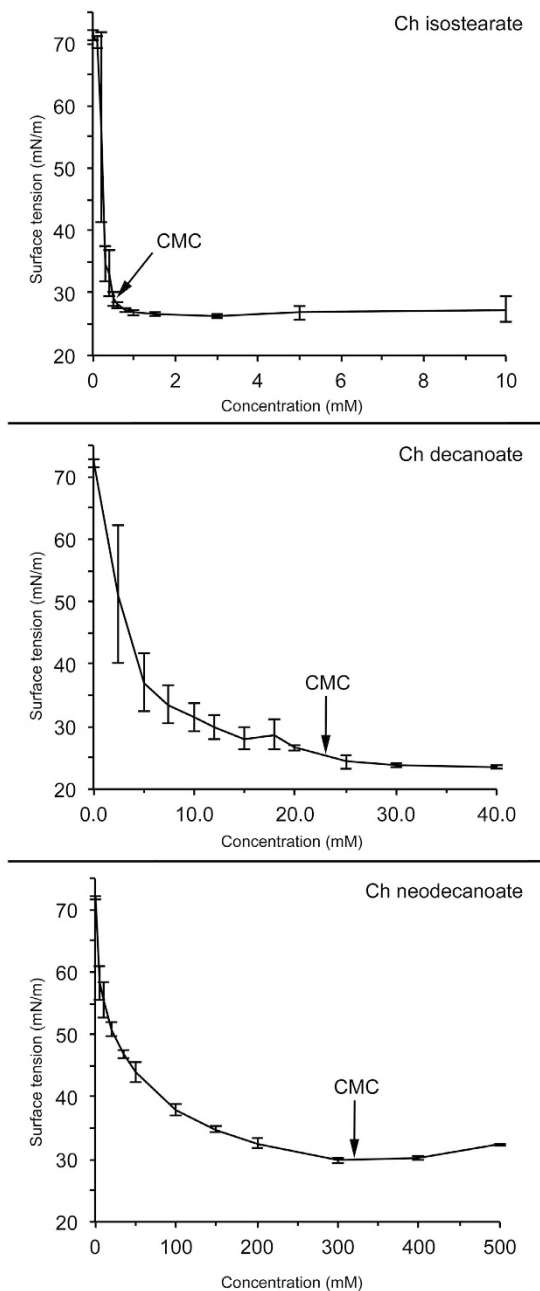 Ch isostearate
Surface tension (mN/m)
70
60
50
40
30
20
CMC
0 2 4 6 8 10
Concentration (mM)
Ch decanoate
Surface tension (mN/m)
70
60
50
40
30
20
CMC
0.0 10.0 20.0 30.0 40.0
Concentration (mM)
Ch neodecanoate
Surface tension (mN/m)
70
60
50
40
30
20
CMC
0 100 200 300 400 500
Concentration (mM)